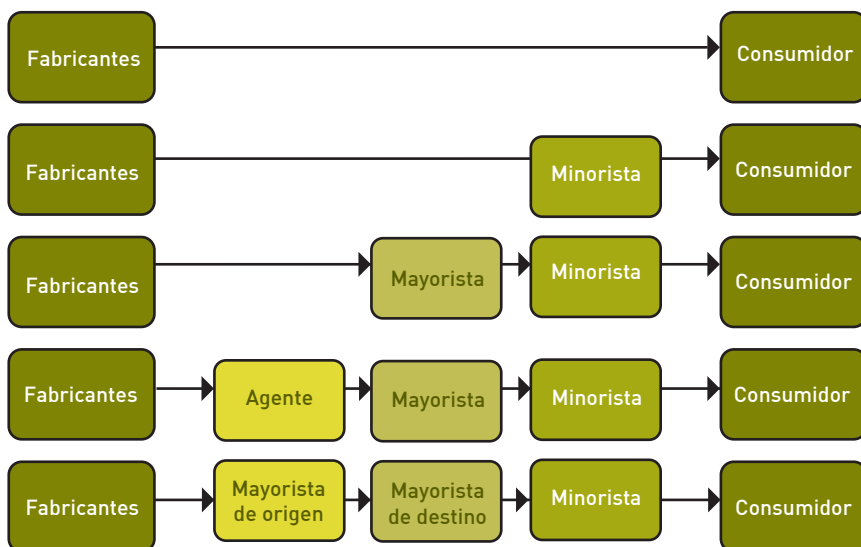 Fabricantes
Consumidor
Fabricantes
Minorista
Consumidor
Fabricantes
Mayorista
Minorista
Consumidor
Fabricantes
Agente
Mayorista
Minorista
Consumidor
Fabricantes
Mayorista
de origen
Mayorista
de destino
Minorista
Consumidor